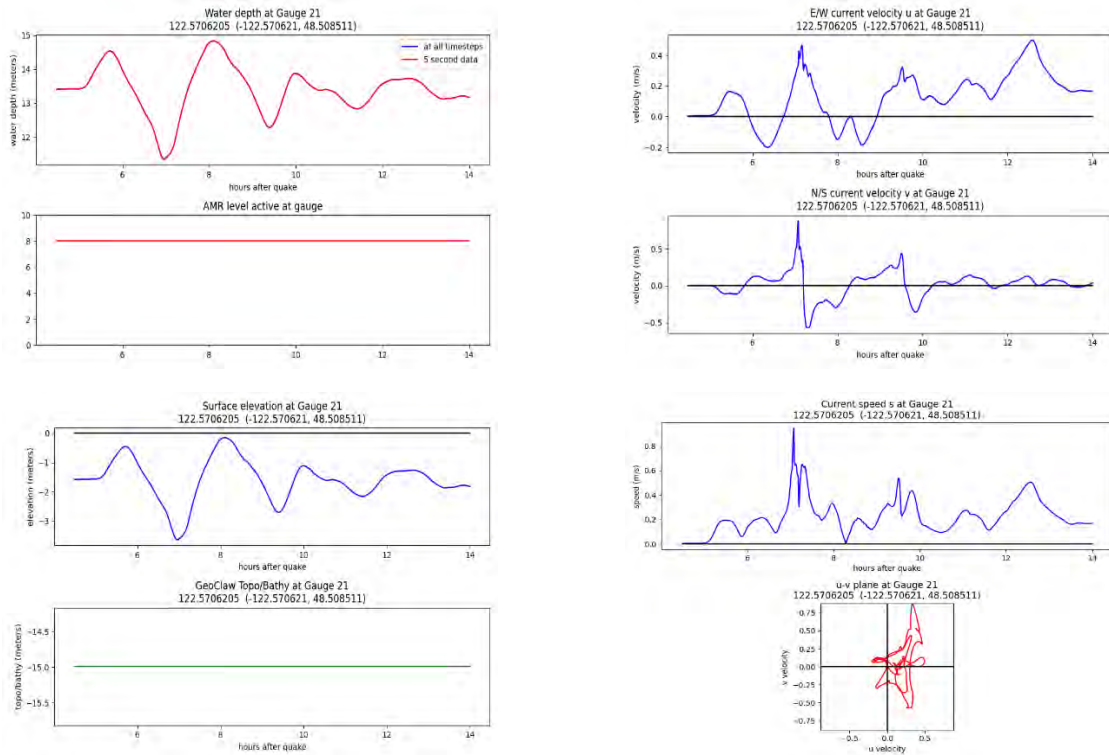 Water depth at Gauge 21
122.5706205 (-122.570621, 48.508511)
15
14
13
12
water depth (meters)
at all timesteps
5 second data
6 8 10 12 14
hours after quake
AMR level active at gauge
10
8
6
4
2
0
6 8 10 12 14
hours after quake
Surface elevation at Gauge 21
122.5706205 (-122.570621, 48.508511)
0
−1
−2
−3
elevation (meters)
6 8 10 12 14
hours after quake
GeoClaw Topo/Bathy at Gauge 21
122.5706205 (-122.570621, 48.508511)
−14.5
−15.0
−15.5
topo/bathy (meters)
6 8 10 12 14
hours after quake
E/W current velocity u at Gauge 21
122.5706205 (-122.570621, 48.508511)
0.4
0.2
0.0
−0.2
velocity (m/s)
6 8 10 12 14
hours after quake
N/S current velocity v at Gauge 21
122.5706205 (-122.570621, 48.508511)
0.5
0.0
−0.5
velocity (m/s)
6 8 10 12 14
hours after quake
Current speed s at Gauge 21
122.5706205 (-122.570621, 48.508511)
0.8
0.6
0.4
0.2
0.0
speed (m/s)
6 8 10 12 14
hours after quake
u-v plane at Gauge 21
122.5706205 (-122.570621, 48.508511)
0.75
0.50
0.25
0.00
−0.25
−0.50
−0.75
v velocity
−0.5 0.0 0.5
u velocity